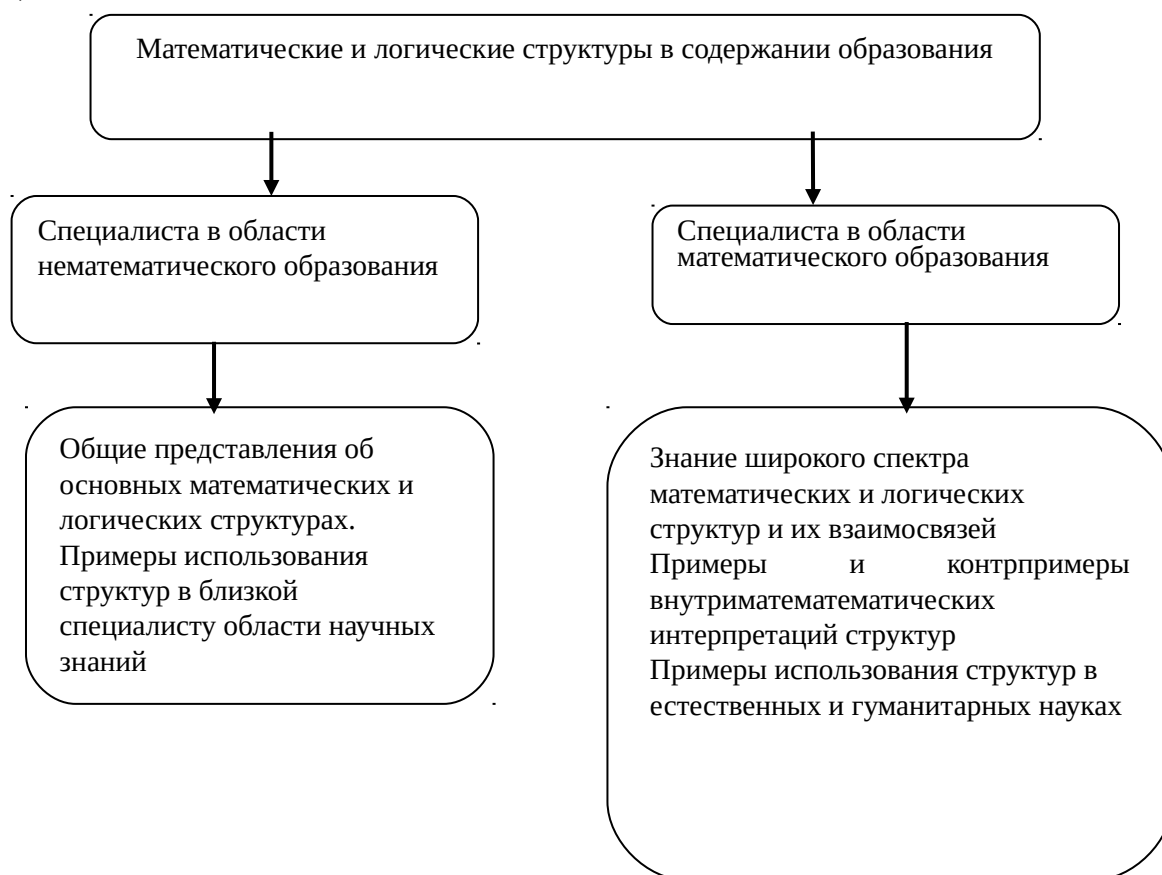 Математические и логические структуры в содержании образования
Специалиста в области
нематематического образования
Специалиста в области
математического образования
Общие представления об
основных математических и
логических структурах.
Примеры использования
структур в близкой
специалисту области научных
знаний
Знание широкого спектра
математических и логических
структур и их взаимосвязей
Примеры и контрпримеры
внутриматематематических
интерпретаций структур
Примеры использования структур в
естественных и гуманитарных науках